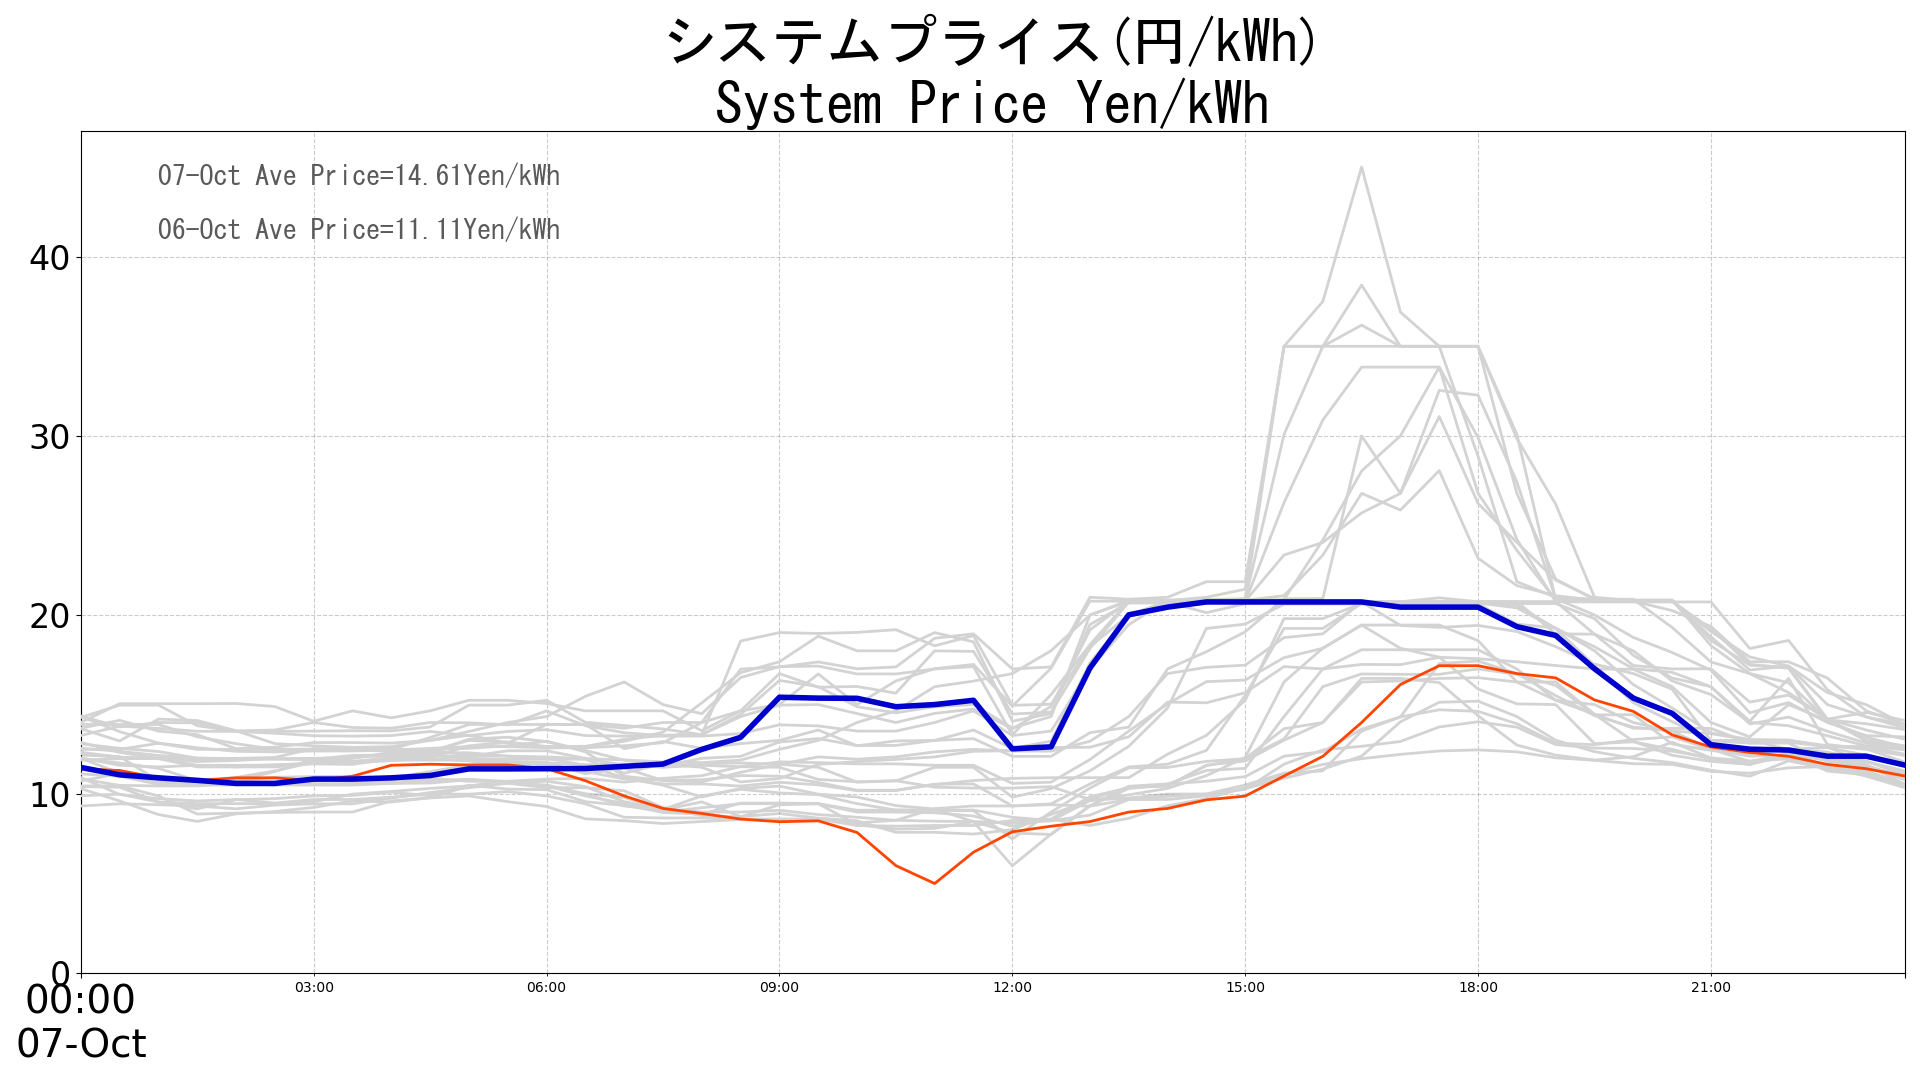 システムプライス(円/kWh)
System Price Yen/kWh
07-Oct Ave Price=14.61Yen/kWh
06-Oct Ave Price=11.11Yen/kWh
40
30
20
10
0
00:00 03:00 06:00 09:00 12:00 15:00 18:00 21:00
07-Oct